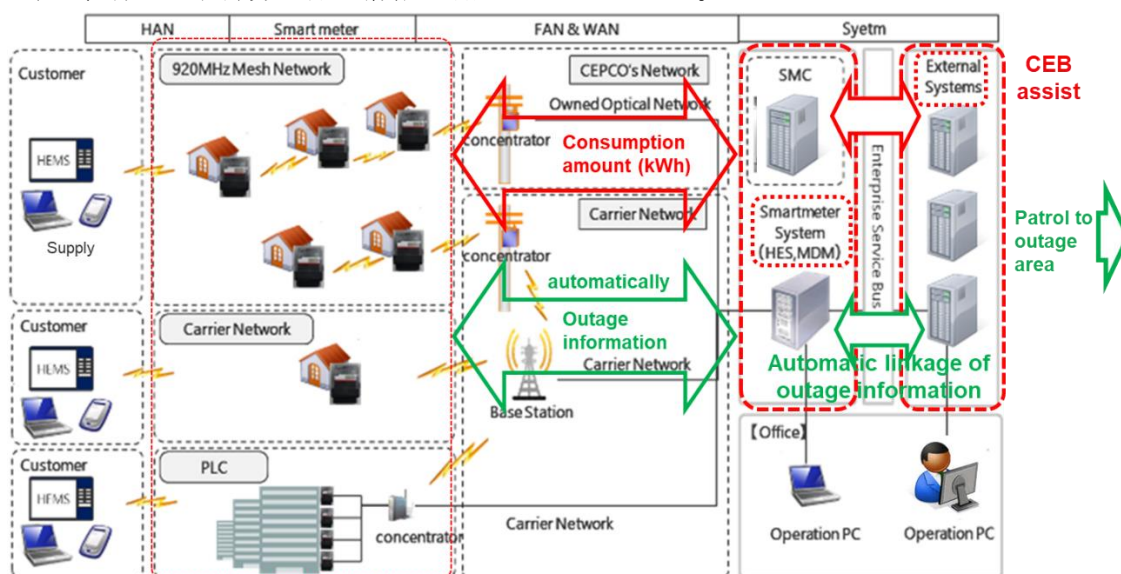 HAN
Smart meter
FAN & WAN
Syetm
Customer
HEMS
Supply
920MHz Mesh Network
CEPCO's Network
Owned Optical Network
concentrator
Consumption
amount (kWh)
Carrier Network
concentrator
automatically
Outage
information
Carrier Network
Base Station
SMC
External
Systems
CEB
assist
Enterprise Service Bus
Smartmeter
System
(HES,MDM)
Patrol to
outage
area
Automatic linkage of
outage information
Customer
HEMS
Carrier Network
Customer
HEMS
PLC
concentrator
Carrier Network
【Office】
Operation PC
Operation PC